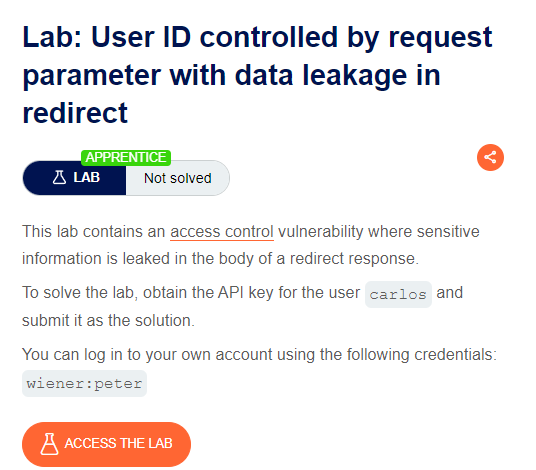 Lab: User ID controlled by request
parameter with data leakage in
redirect
APPRENTICE
LAB Not solved
This lab contains an access control vulnerability where sensitive
information is leaked in the body of a redirect response.
To solve the lab, obtain the API key for the user carlos and
submit it as the solution.
You can log in to your own account using the following credentials:
wiener:peter
ACCESS THE LAB